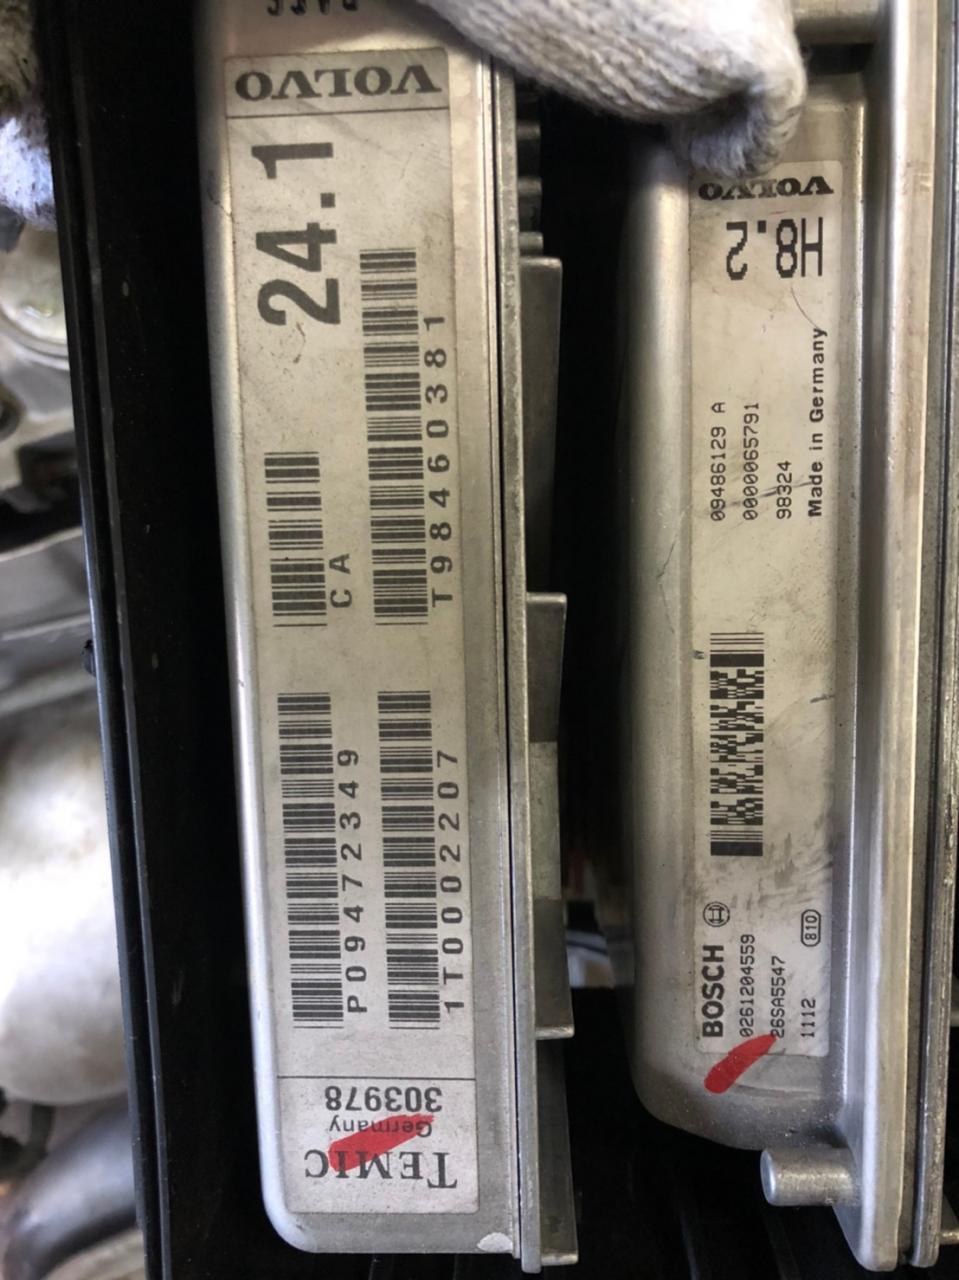 VOLVO
24.1
CA
T98460381
P09472349
1T0002207
303978
Germany
TEMIC
VOLVO
H8.2
09486129 A
0000065791
98324
Made in Germany
BOSCH
0261204559
26SA5547
1112
810